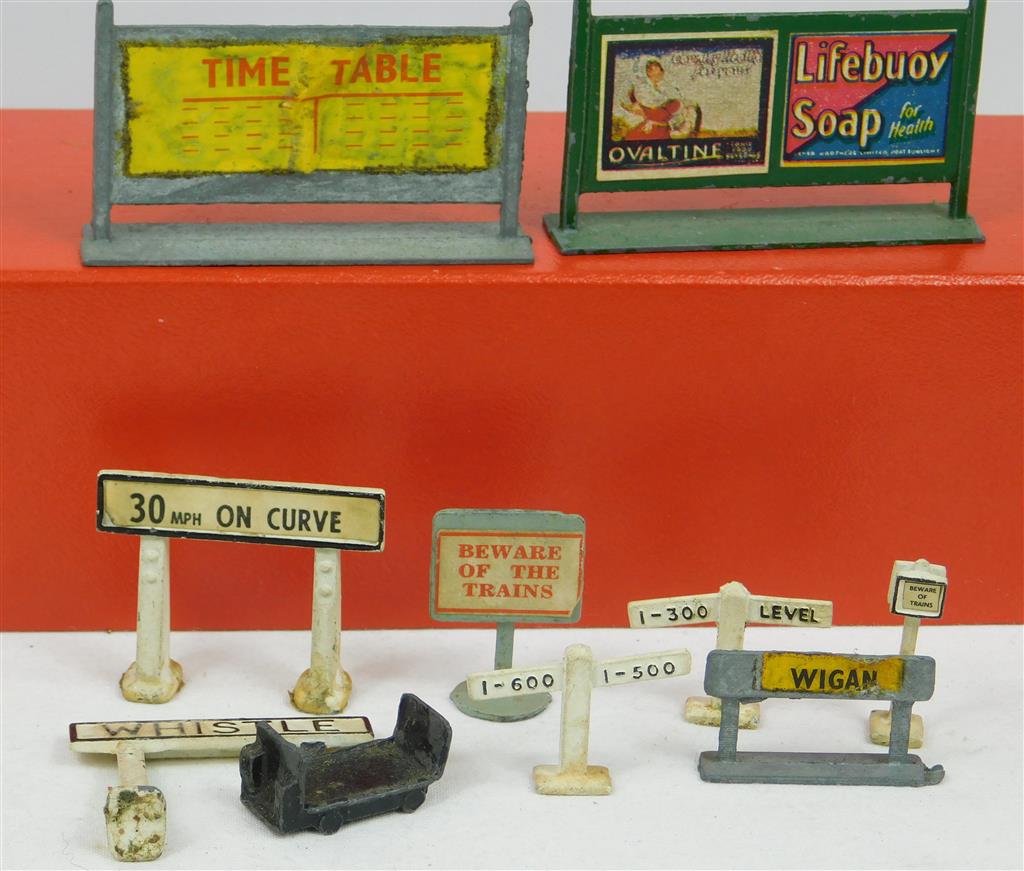 TIME TABLE
OVALTINE
Lifebuoy
Soap for
Health
30 MPH ON CURVE
BEWARE
OF THE
TRAINS
1-300 LEVEL
BEWARE
OF
TRAINS
1-600 1-500
WIGAN
WHISTLE